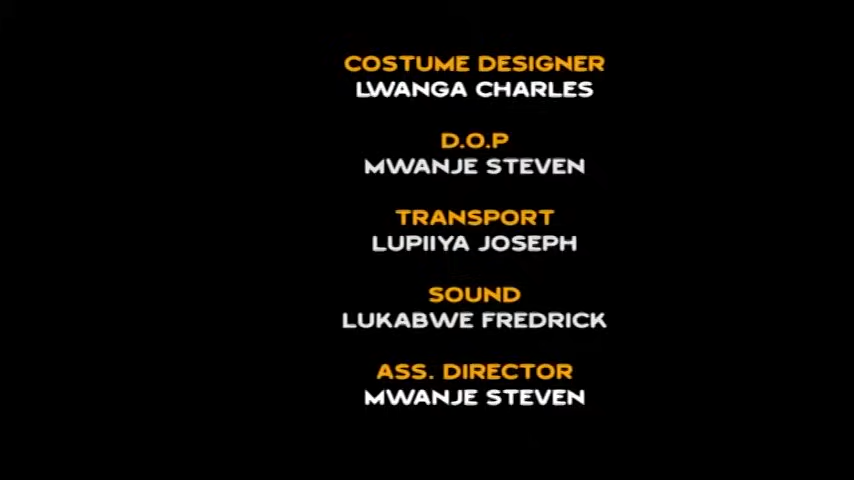 COSTUME DESIGNER
LWANGA CHARLES
D.O.P
MWANJE STEVEN
TRANSPORT
LUPIIYA JOSEPH
SOUND
LUKABWE FREDRICK
ASS. DIRECTOR
MWANJE STEVEN